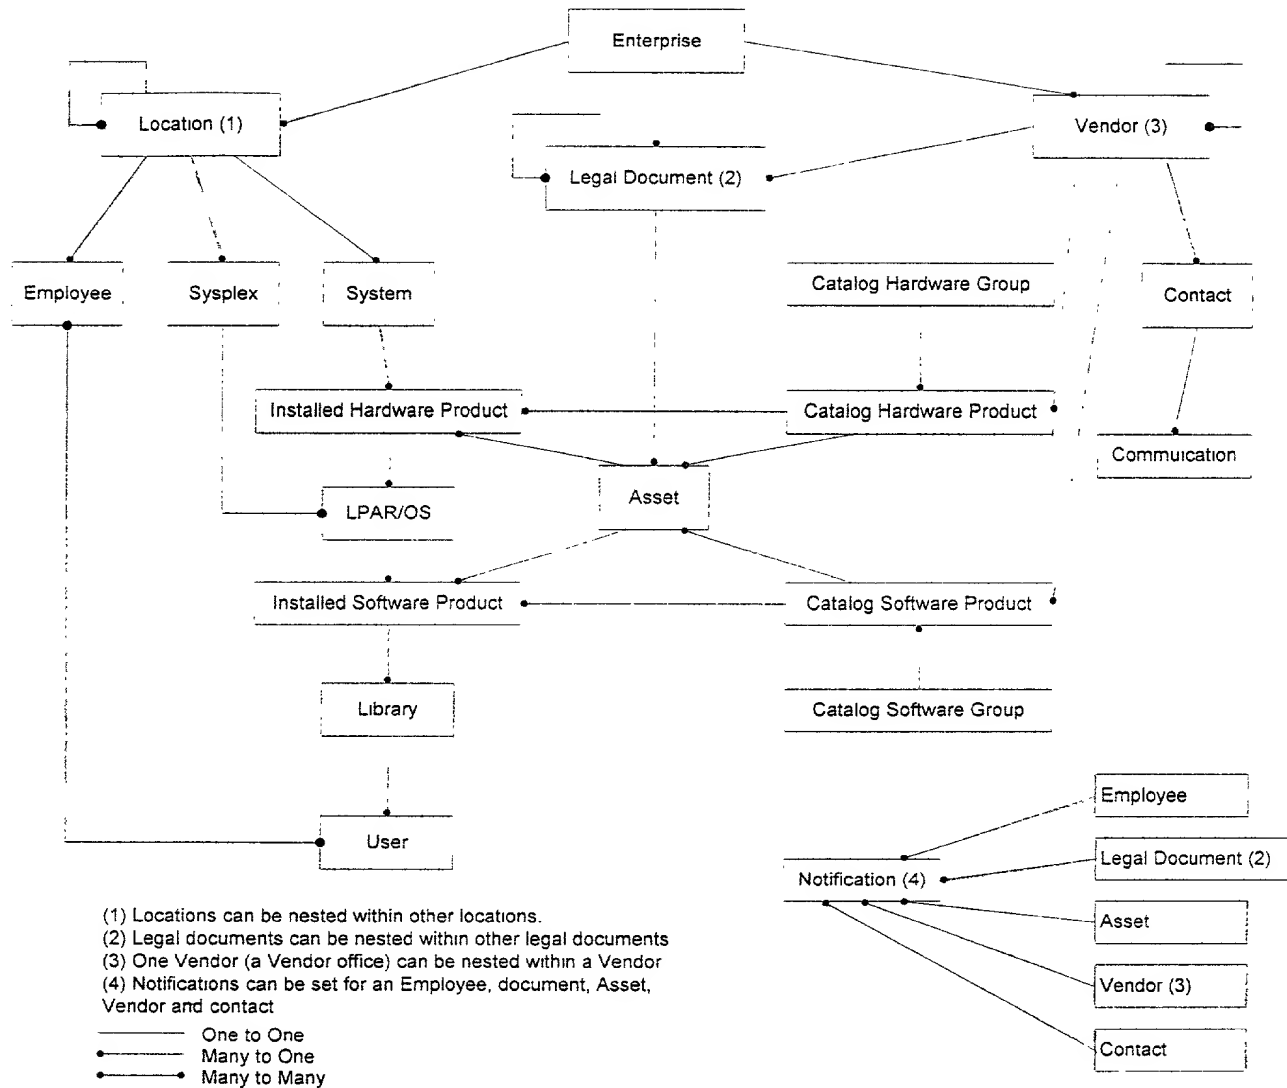 Enterprise
Location (1)
Vendor (3)
Legal Document (2)
Employee
Sysplex
System
Catalog Hardware Group
Contact
Installed Hardware Product
Catalog Hardware Product
Commuication
Asset
LPAR/OS
Installed Software Product
Catalog Software Product
Library
Catalog Software Group
User
Employee
Legal Document (2)
Notification (4)
Asset
Vendor (3)
Contact
(1) Locations can be nested within other locations.
(2) Legal documents can be nested within other legal documents
(3) One Vendor (a Vendor office) can be nested within a Vendor
(4) Notifications can be set for an Employee, document, Asset,
Vendor and contact
One to One
Many to One
Many to Many